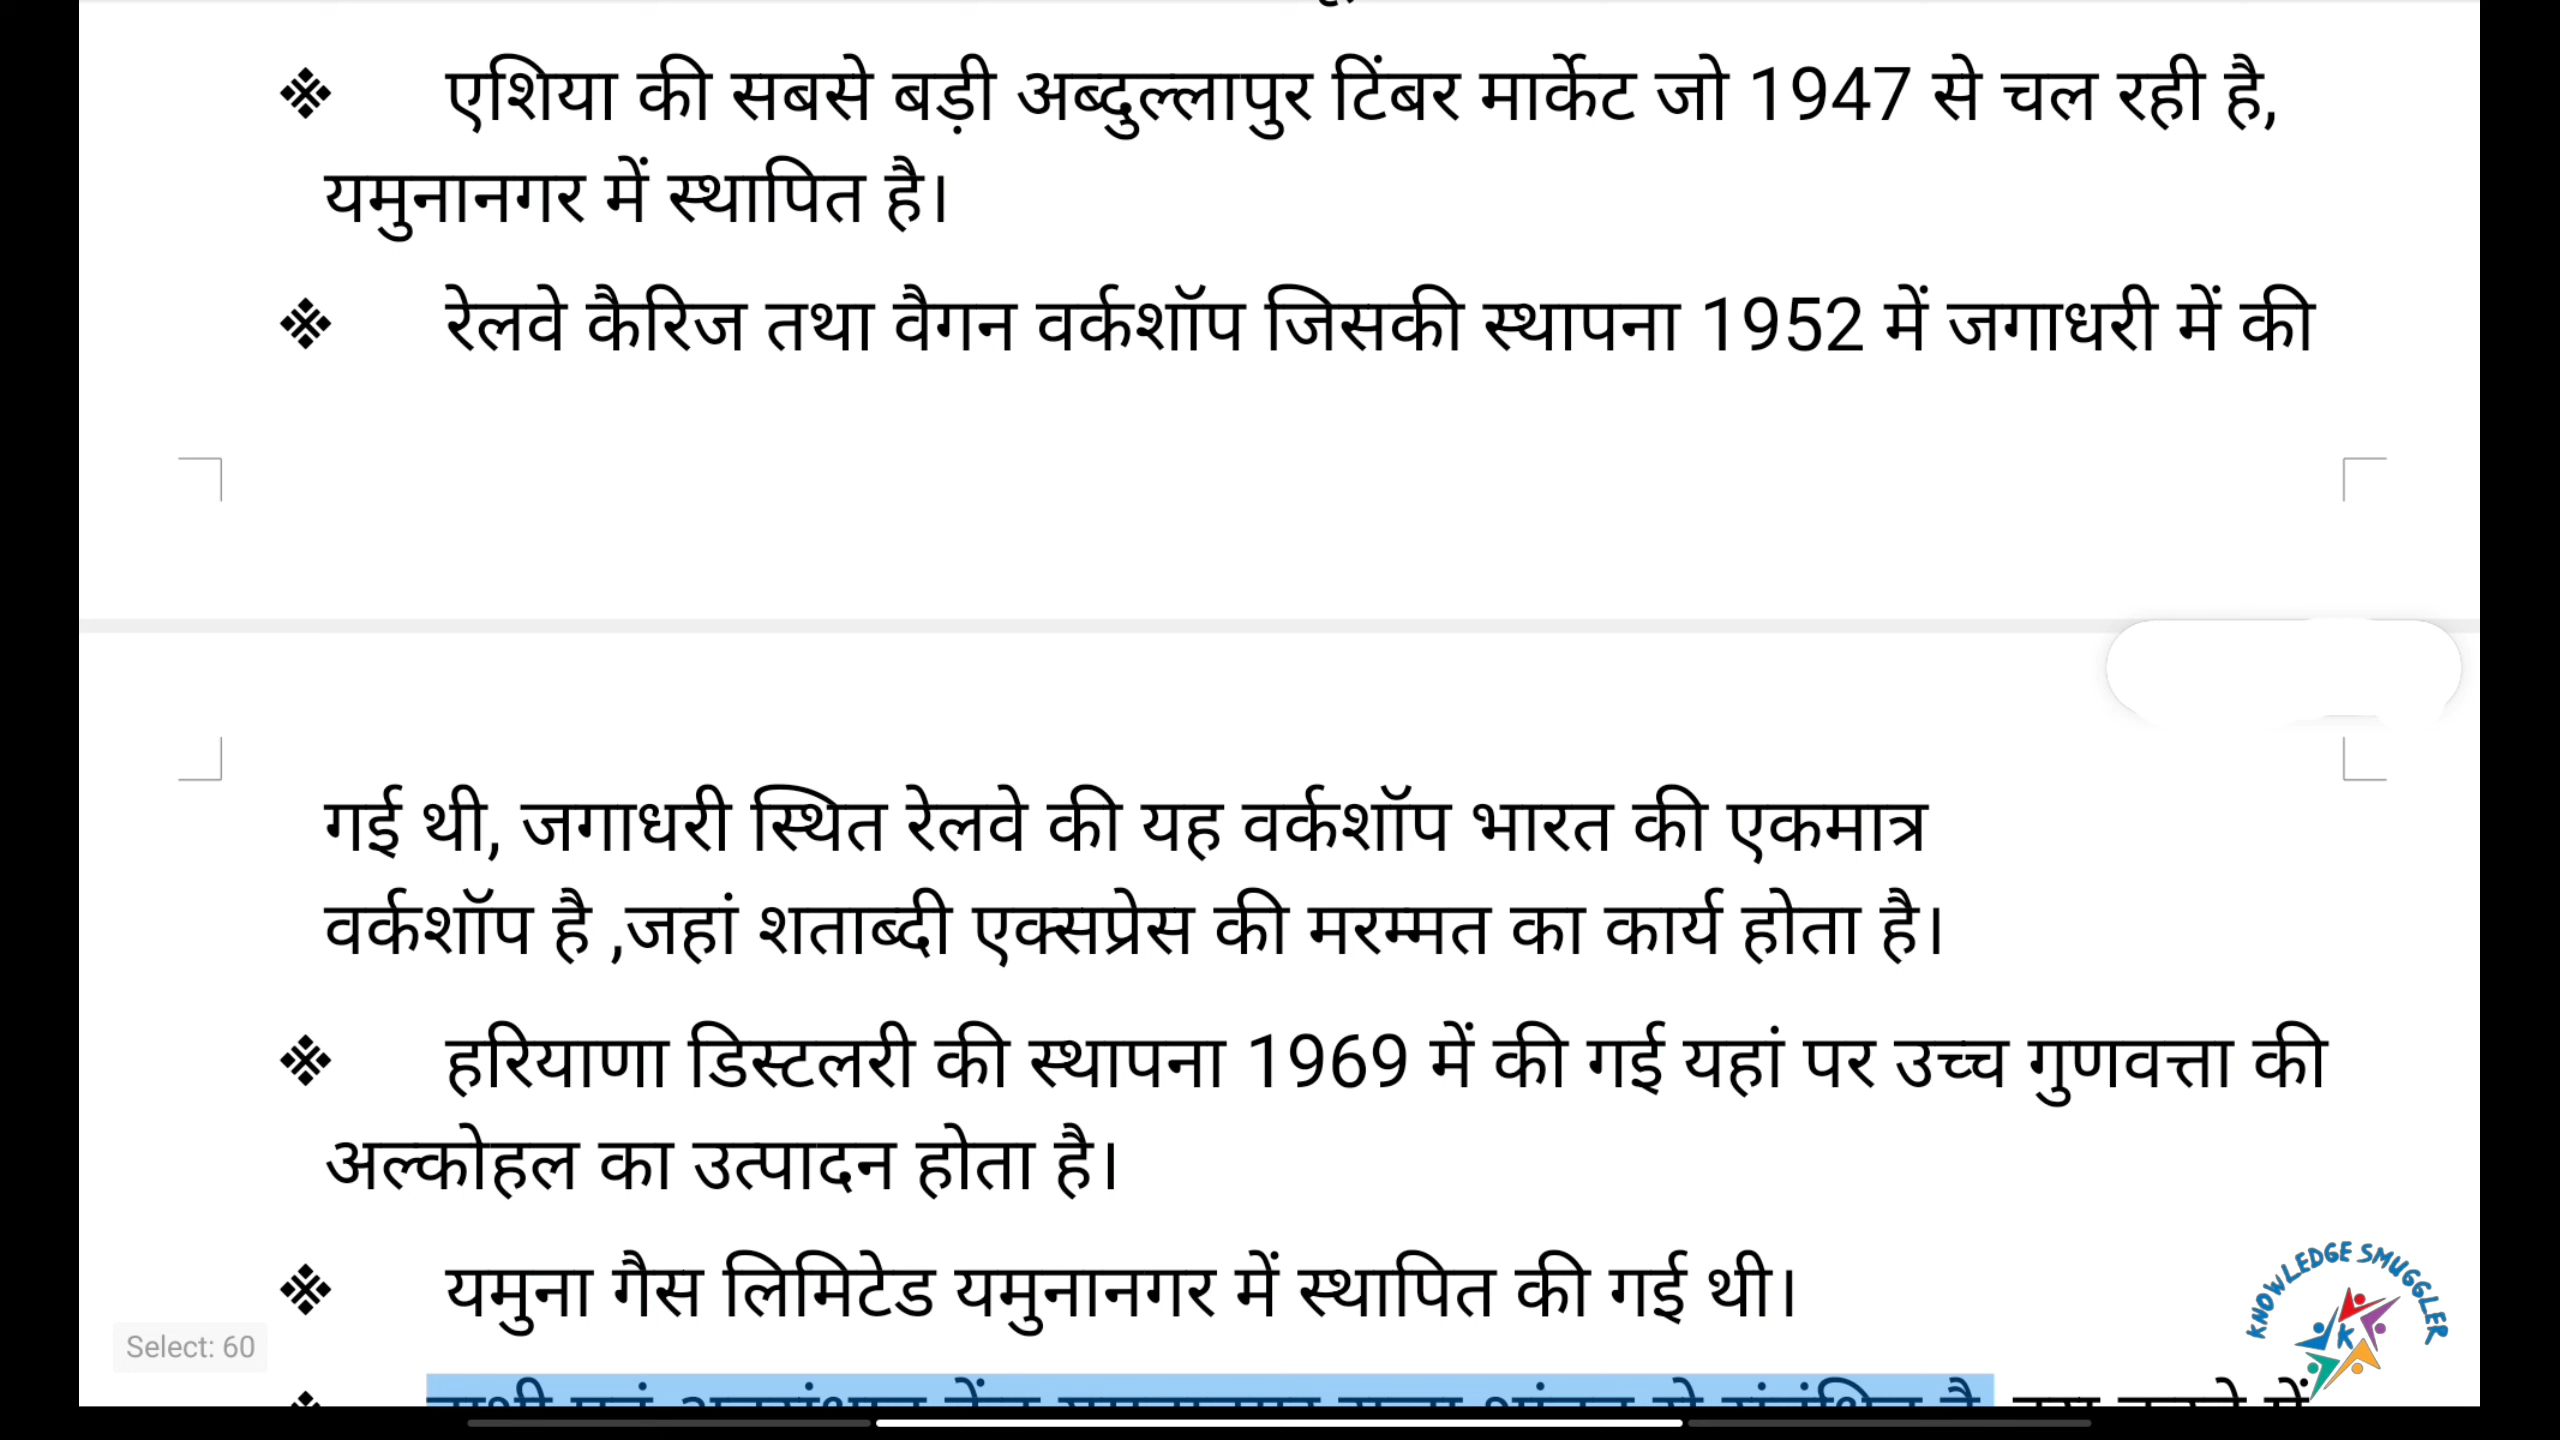 ❖ एशिया की सबसे बड़ी अब्दुल्लापुर टिंबर मार्केट जो 1947 से चल रही है,
यमुनानगर में स्थापित है।
❖ रेलवे कैरिज तथा वैगन वर्कशॉप जिसकी स्थापना 1952 में जगाधरी में की
गई थी, जगाधरी स्थित रेलवे की यह वर्कशॉप भारत की एकमात्र
वर्कशॉप है ,जहां शताब्दी एक्सप्रेस की मरम्मत का कार्य होता है।
❖ हरियाणा डिस्टलरी की स्थापना 1969 में की गई यहां पर उच्च गुणवत्ता की
अल्कोहल का उत्पादन होता है।
❖ यमुना गैस लिमिटेड यमुनानगर में स्थापित की गई थी।
KNOWLEDGE SMUGGLER
K
Select: 60